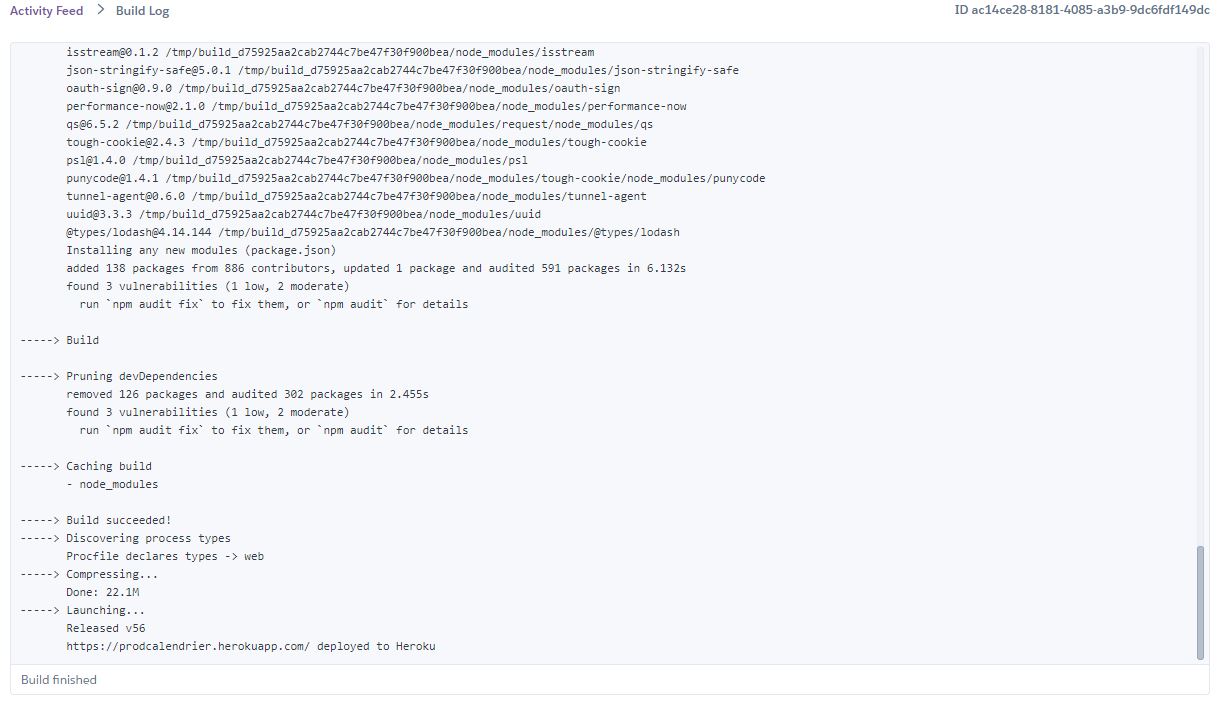 Activity Feed > Build Log
ID ac14ce28-8181-4085-a3b9-9dc6fdf149dc
isstream@0.1.2 /tmp/build_d75925aa2cab2744c7be47f30f900bea/node_modules/isstream
json-stringify-safe@5.0.1 /tmp/build_d75925aa2cab2744c7be47f30f900bea/node_modules/json-stringify-safe
oauth-sign@0.9.0 /tmp/build_d75925aa2cab2744c7be47f30f900bea/node_modules/oauth-sign
performance-now@2.1.0 /tmp/build_d75925aa2cab2744c7be47f30f900bea/node_modules/performance-now
qs@6.5.2 /tmp/build_d75925aa2cab2744c7be47f30f900bea/node_modules/request/node_modules/qs
tough-cookie@2.4.3 /tmp/build_d75925aa2cab2744c7be47f30f900bea/node_modules/tough-cookie
psl@1.4.0 /tmp/build_d75925aa2cab2744c7be47f30f900bea/node_modules/psl
punycode@1.4.1 /tmp/build_d75925aa2cab2744c7be47f30f900bea/node_modules/tough-cookie/node_modules/punycode
tunnel-agent@0.6.0 /tmp/build_d75925aa2cab2744c7be47f30f900bea/node_modules/tunnel-agent
uuid@3.3.3 /tmp/build_d75925aa2cab2744c7be47f30f900bea/node_modules/uuid
@types/lodash@4.14.144 /tmp/build_d75925aa2cab2744c7be47f30f900bea/node_modules/@types/lodash
Installing any new modules (package.json)
added 138 packages from 886 contributors, updated 1 package and audited 591 packages in 6.132s
found 3 vulnerabilities (1 low, 2 moderate)
run `npm audit fix` to fix them, or `npm audit` for details
-----> Build
-----> Pruning devDependencies
removed 126 packages and audited 302 packages in 2.455s
found 3 vulnerabilities (1 low, 2 moderate)
run `npm audit fix` to fix them, or `npm audit` for details
-----> Caching build
- node_modules
-----> Build succeeded!
-----> Discovering process types
Procfile declares types -> web
-----> Compressing...
Done: 22.1M
-----> Launching...
Released v56
https://prodcalendrier.herokuapp.com/ deployed to Heroku
Build finished